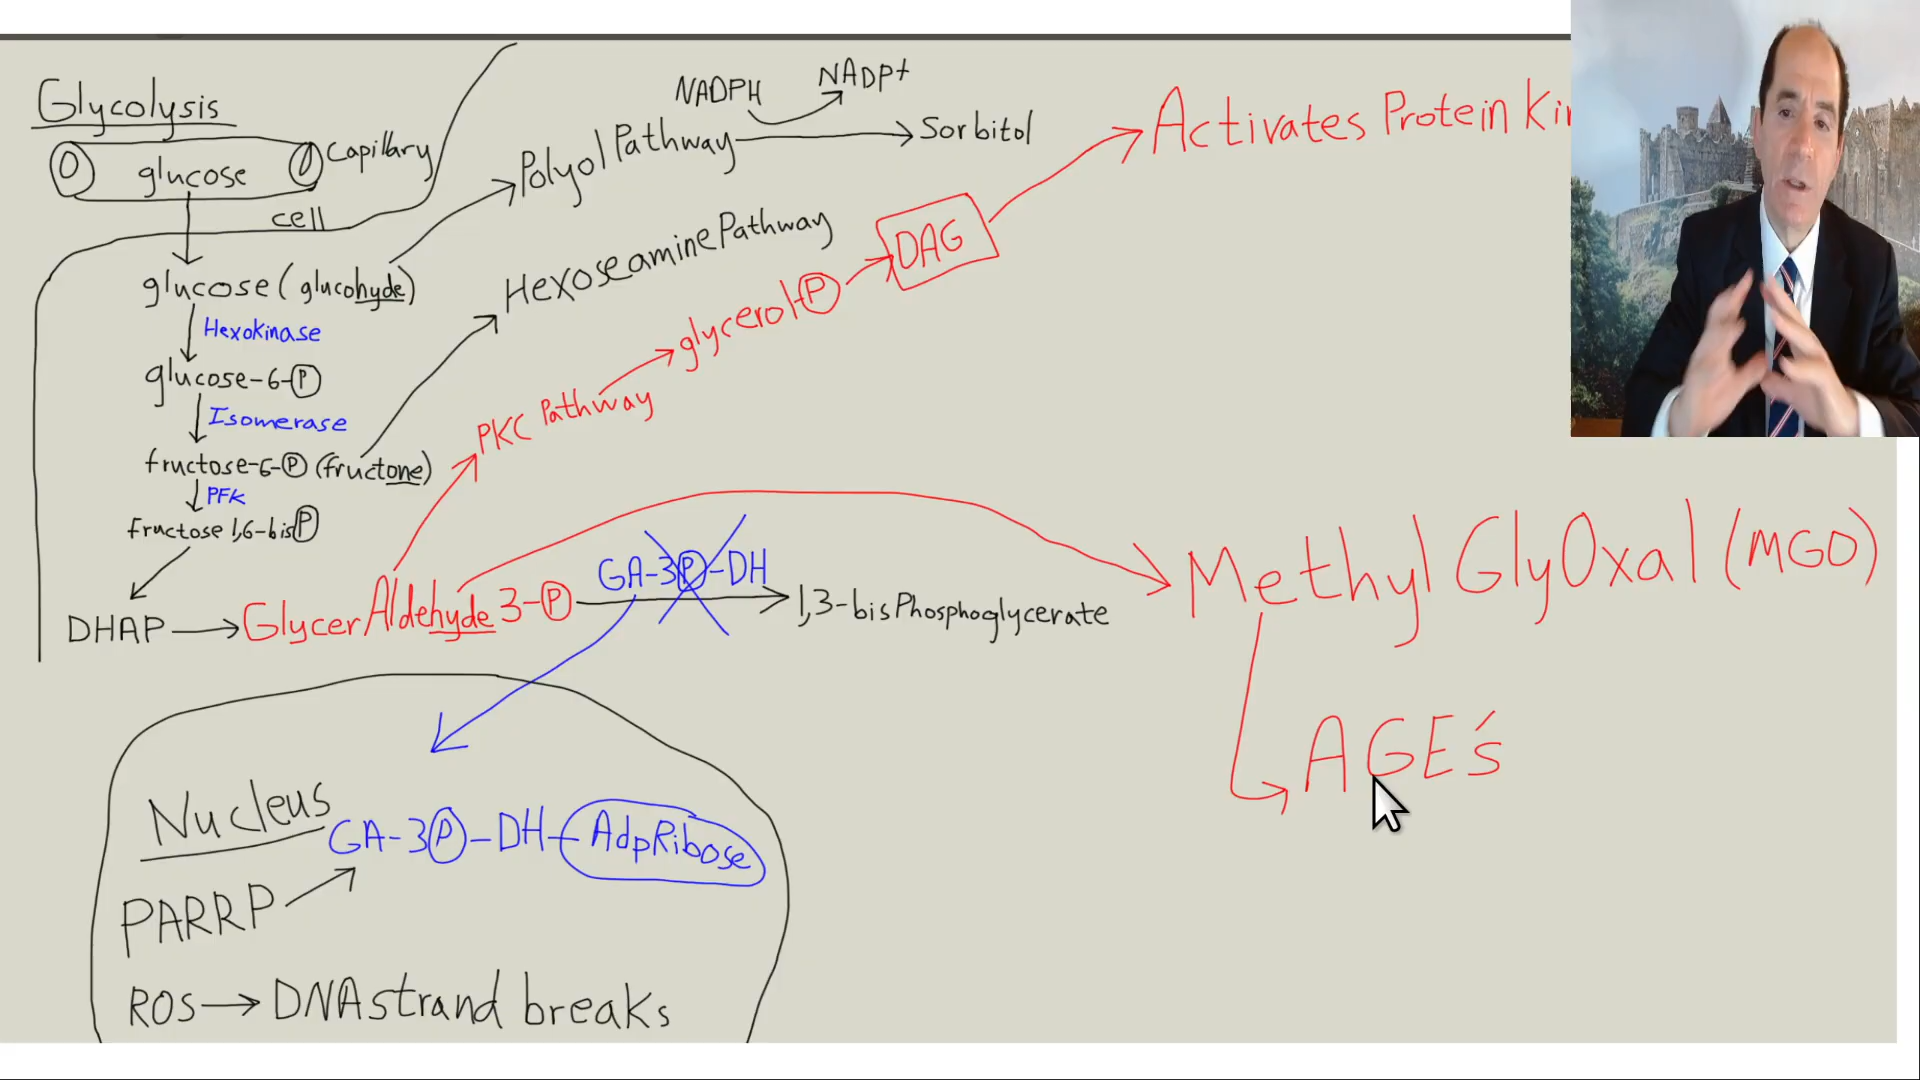 Glycolysis
glucose
Capillary
cell
glucose (glucohyde)
Hexokinase
glucose-6-P
Isomerase
fructose-6-P (fructone)
PFK
fructose 1,6-bisP
DHAP
GlycerAldehyde 3-P
GA-3P-DH
1,3-bisPhosphoglycerate
Polyol Pathway
NADPH
NADP+
Sorbitol
Hexoseamine Pathway
PKC Pathway
glycerol-P
DAG
Activates Protein Kin
Methyl GlyOxal (MGO)
AGE's
Nucleus
GA-3P-DH-AdpRibose
PARRP
ROS
DNA strand breaks